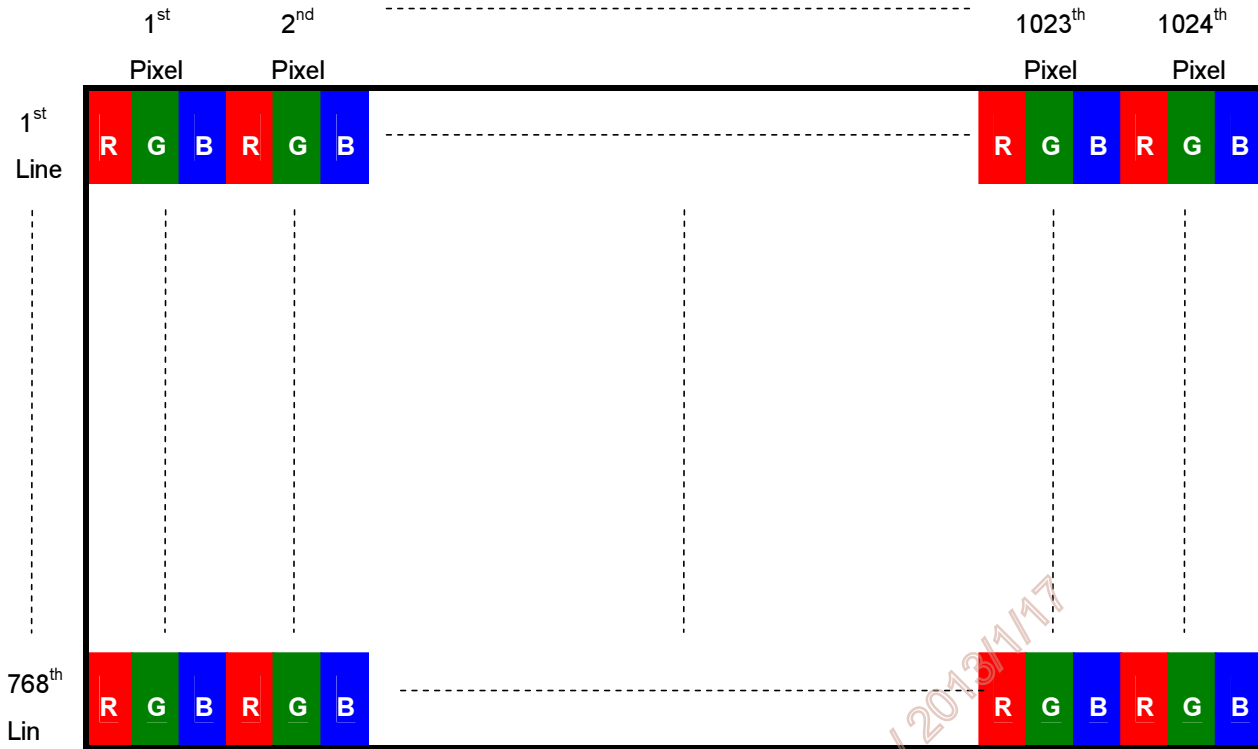 1st 2nd 1023th 1024th
Pixel Pixel Pixel Pixel
1st
Line
R G B R G B R G B R G B
768th
Lin
R G B R G B R G B R G B
/ 2013/1/17